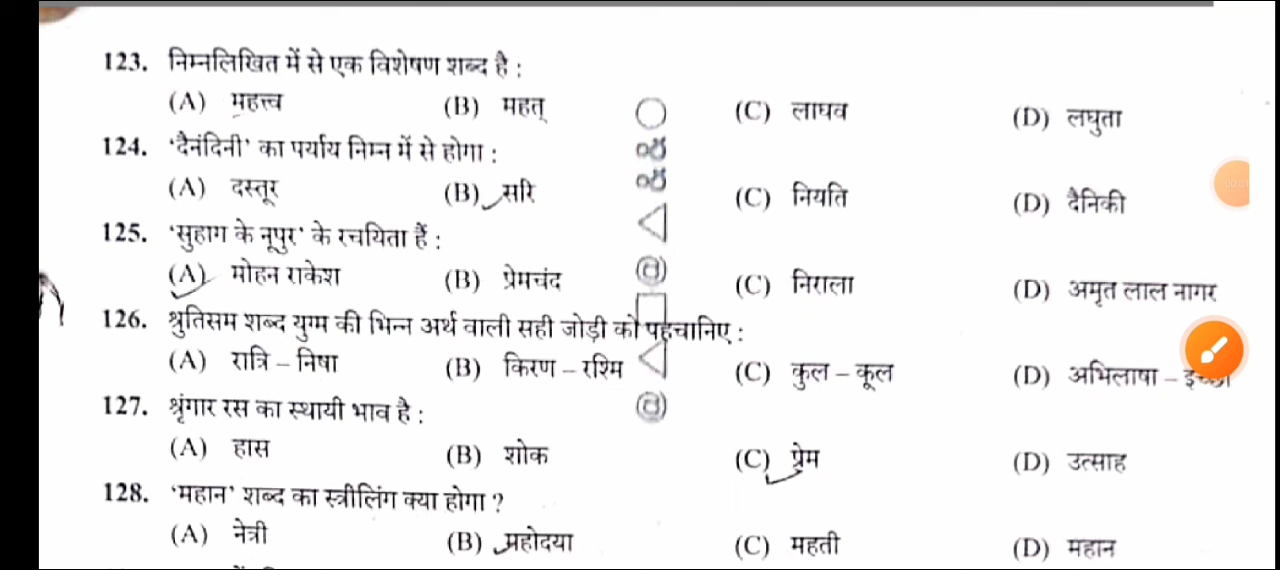 123. निम्नलिखित में से एक विशेषण शब्द है :
(A) महत्त्व (B) महत् (C) लाघव (D) लघुता
124. 'दैनंदिनी' का पर्याय निम्न में से होगा :
(A) दस्तूर (B) सरि (C) नियति (D) दैनिकी
125. 'सुहाग के नूपुर' के रचयिता हैं :
(A) मोहन राकेश (B) प्रेमचंद (C) निराला (D) अमृत लाल नागर
126. श्रुतिसम शब्द युग्म की भिन्न अर्थ वाली सही जोड़ी को पहचानिए :
(A) रात्रि – निषा (B) किरण – रश्मि (C) कुल – कूल (D) अभिलाषा – इच्छा
127. श्रृंगार रस का स्थायी भाव है :
(A) हास (B) शोक (C) प्रेम (D) उत्साह
128. 'महान' शब्द का स्त्रीलिंग क्या होगा ?
(A) नेत्री (B) महोदया (C) महती (D) महान